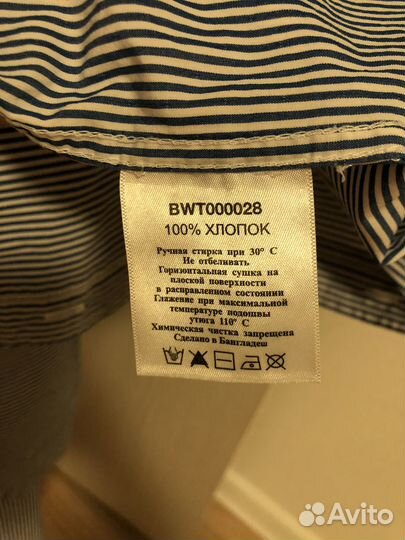 BWT000028
100% ХЛОПОК
Ручная стирка при 30° С
Не отбеливать
Горизонтальная сушка на
плоской поверхности
в расправленном состоянии
Глажение при максимальной
температуре подошвы
утюга 110° С
Химическая чистка запрещена
Сделано в Бангладеш
Avito